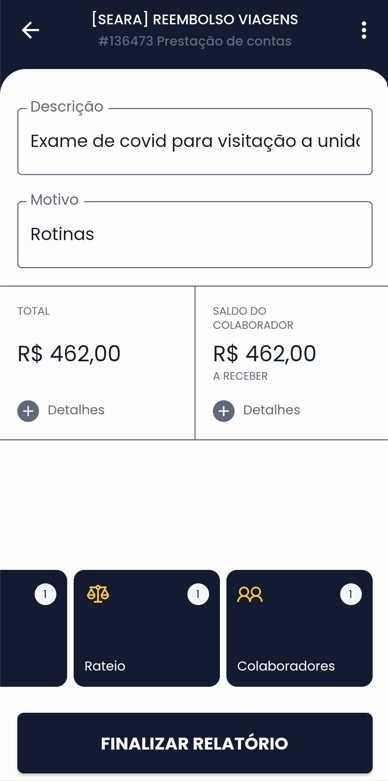 [SEARA] REEMBOLSO VIAGENS
#136473 Prestação de contas
Descrição
Exame de covid para visitação a unid
Motivo
Rotinas
TOTAL
R$ 462,00
Detalhes
SALDO DO
COLABORADOR
R$ 462,00
A RECEBER
Detalhes
1
1
Rateio
1
Colaboradores
FINALIZAR RELATÓRIO